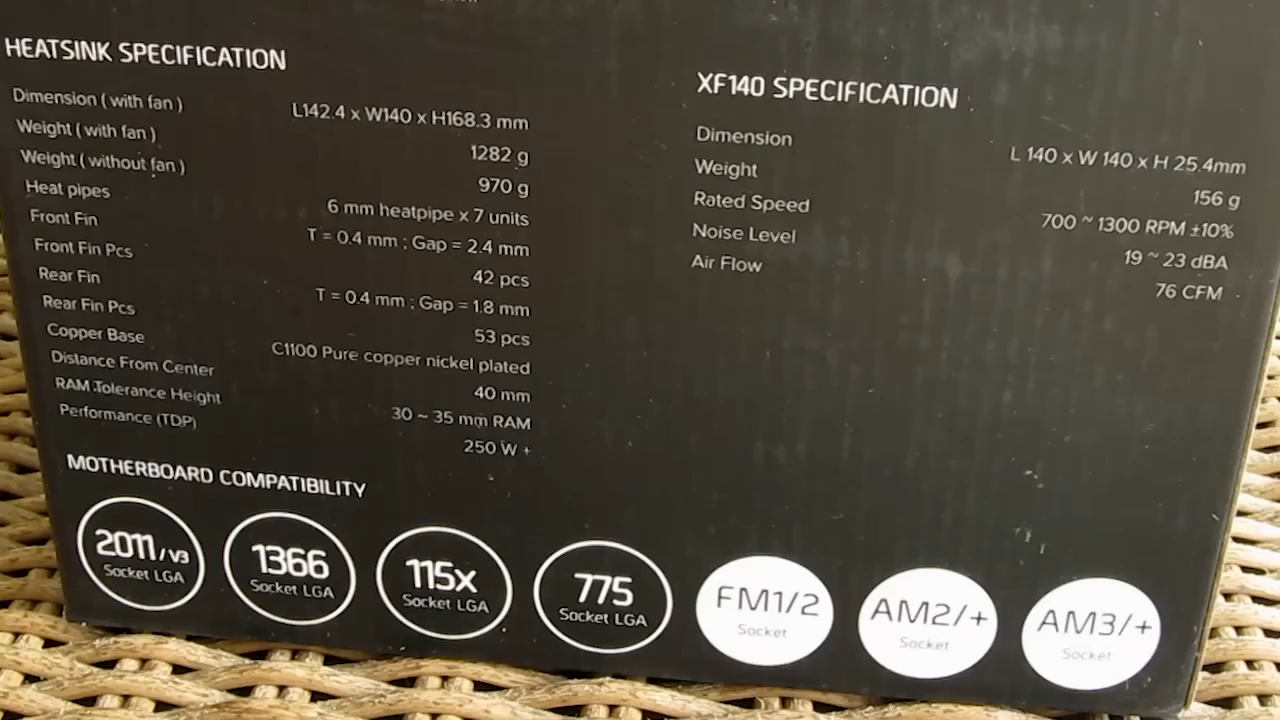 HEATSINK SPECIFICATION
Dimension ( with fan ) L142.4 x W140 x H168.3 mm
Weight ( with fan ) 1282 g
Weight ( without fan ) 970 g
Heat pipes 6 mm heatpipe x 7 units
Front Fin T = 0.4 mm ; Gap = 2.4 mm
Front Fin Pcs 42 pcs
Rear Fin T = 0.4 mm ; Gap = 1.8 mm
Rear Fin Pcs 53 pcs
Copper Base C1100 Pure copper nickel plated
Distance From Center 40 mm
RAM Tolerance Height 30 ~ 35 mm RAM
Performance (TDP) 250 W +
XF140 SPECIFICATION
Dimension L 140 x W 140 x H 25.4mm
Weight 156 g
Rated Speed 700 ~ 1300 RPM ±10%
Noise Level 19 ~ 23 dBA
Air Flow 76 CFM
MOTHERBOARD COMPATIBILITY
2011 / V3
Socket LGA
1366
Socket LGA
115x
Socket LGA
775
Socket LGA
FM1/2
Socket
AM2/+
Socket
AM3/+
Socket